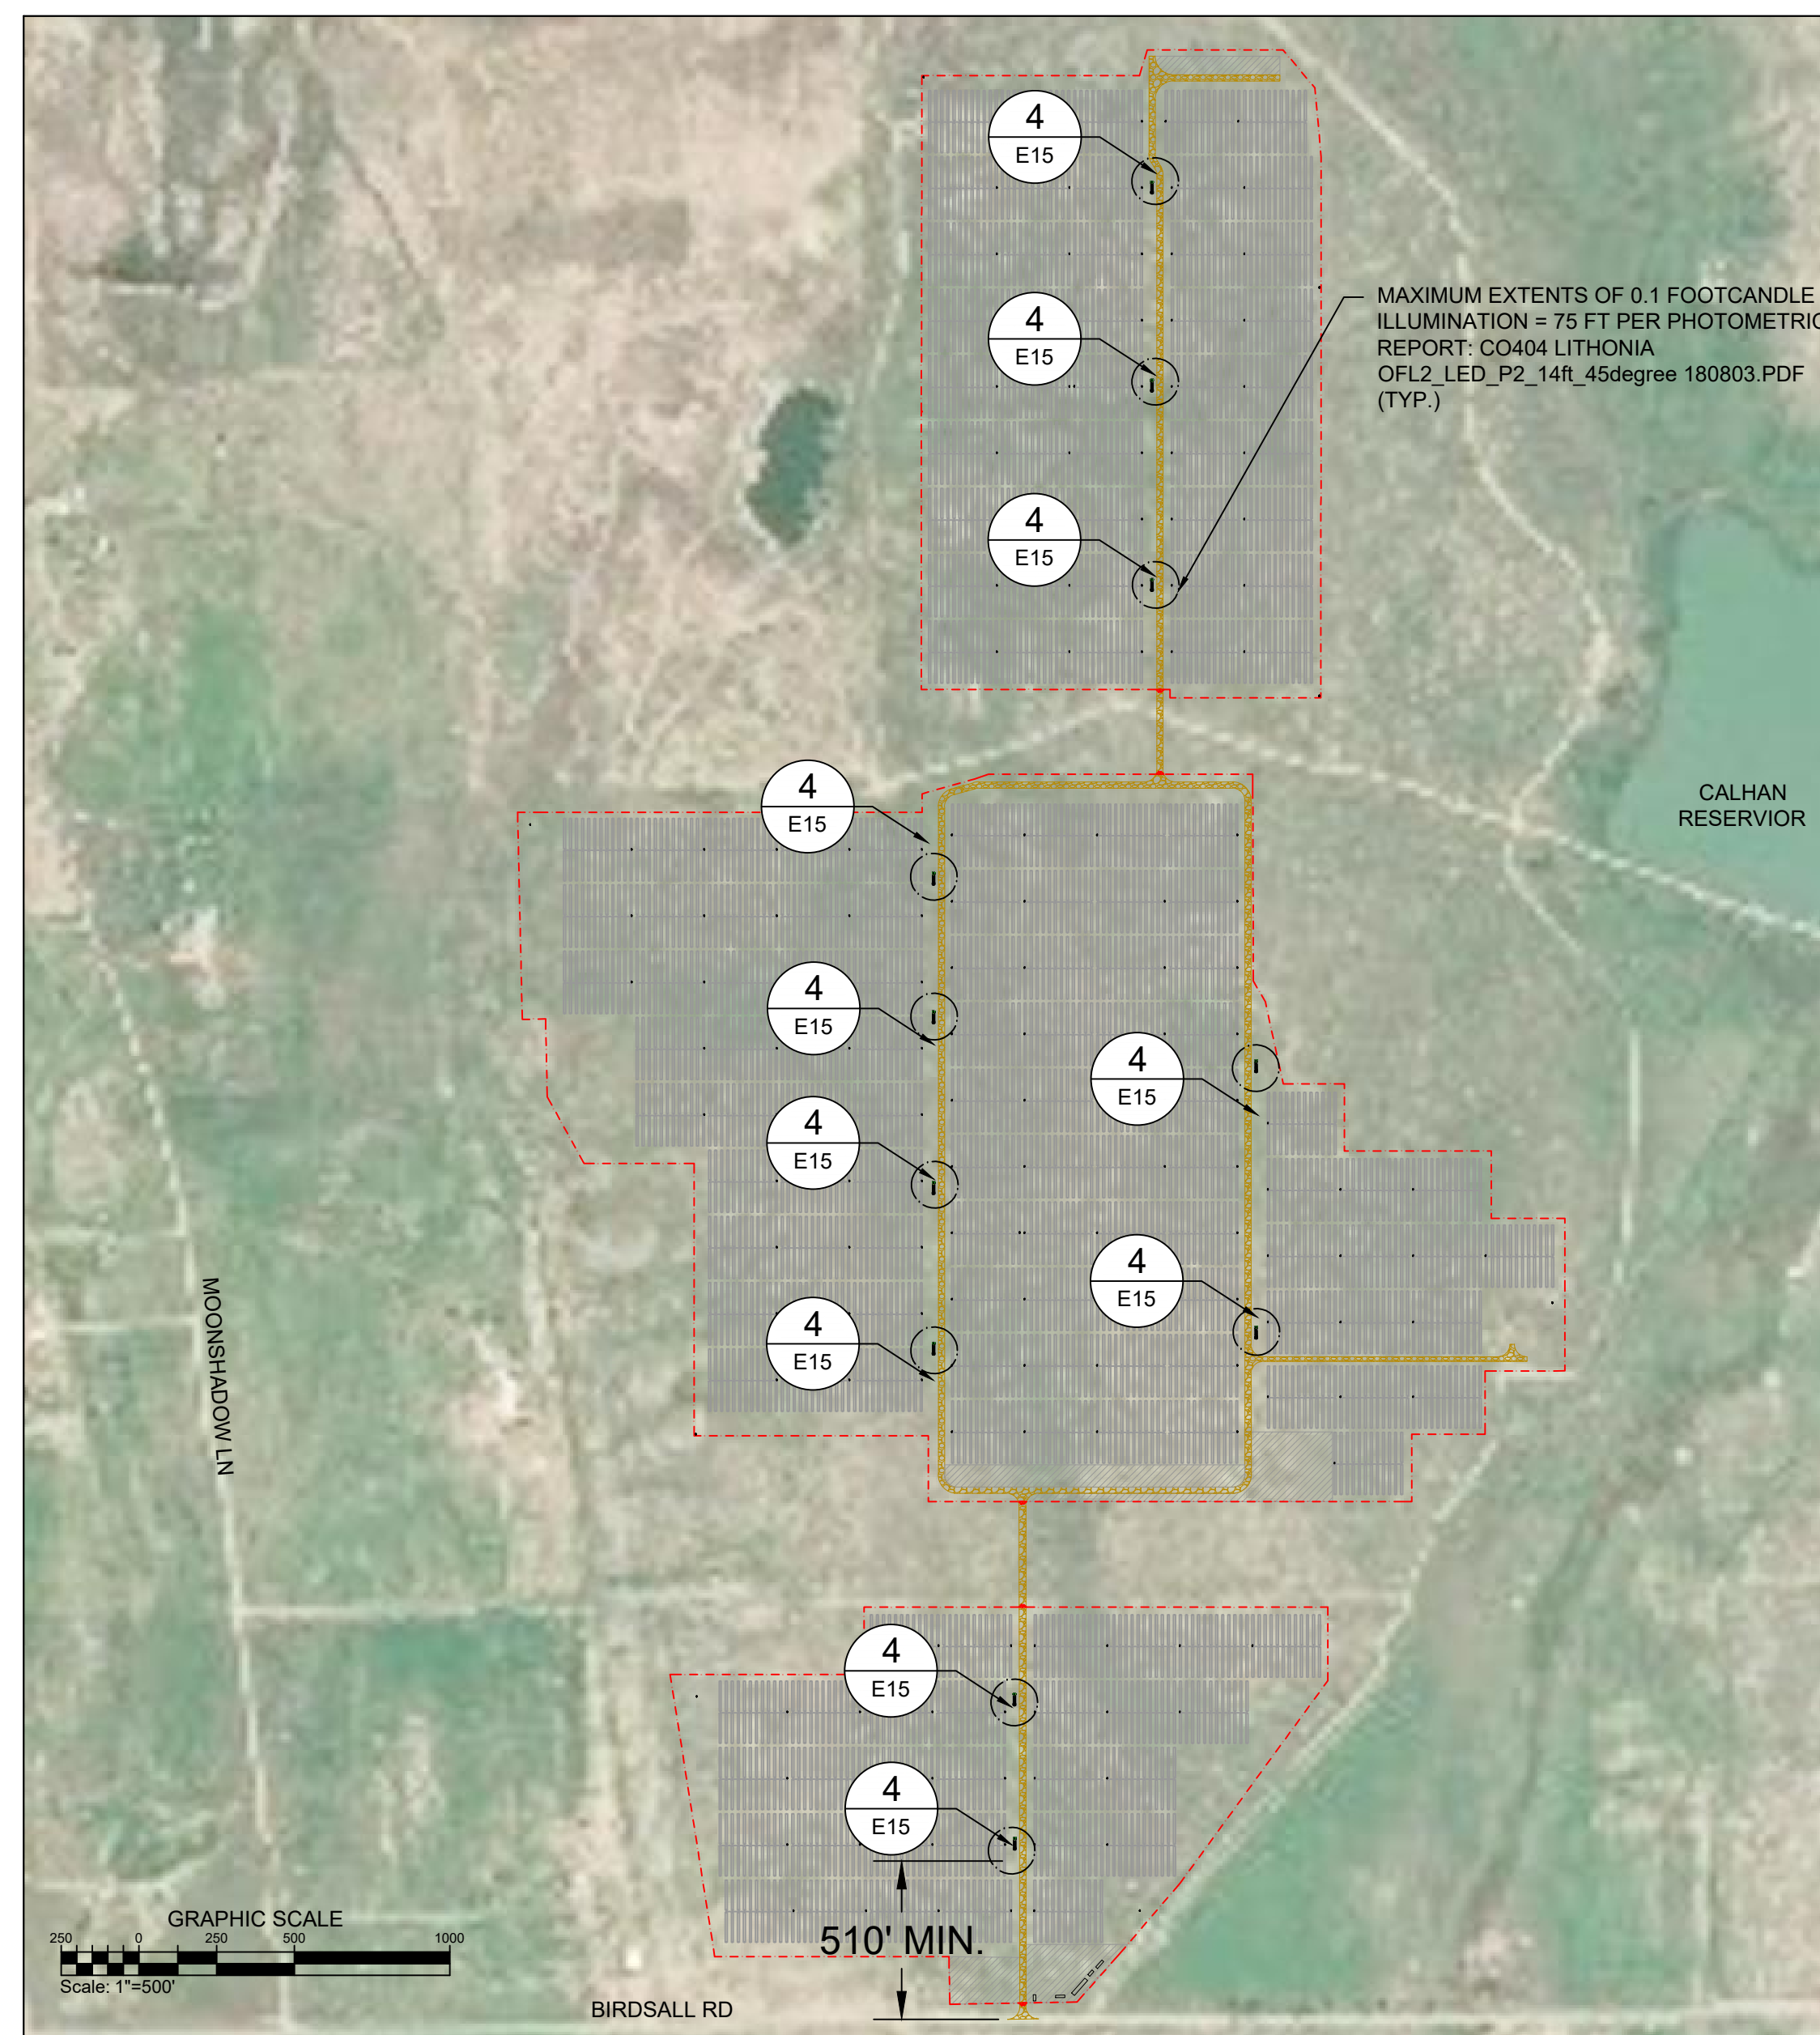 4
E15
4
E15
MAXIMUM EXTENTS OF 0.1 FOOTCANDLE
ILLUMINATION = 75 FT PER PHOTOMETRIC
REPORT: CO404 LITHONIA
OFL2_LED_P2_14ft_45degree 180803.PDF
(TYP.)
4
E15
4
E15
CALHAN
RESERVIOR
4
E15
4
E15
4
E15
4
E15
4
E15
MOONSHADOW LN
4
E15
4
E15
510' MIN.
GRAPHIC SCALE
250 0 250 500 1000
Scale: 1"=500'
BIRDSALL RD